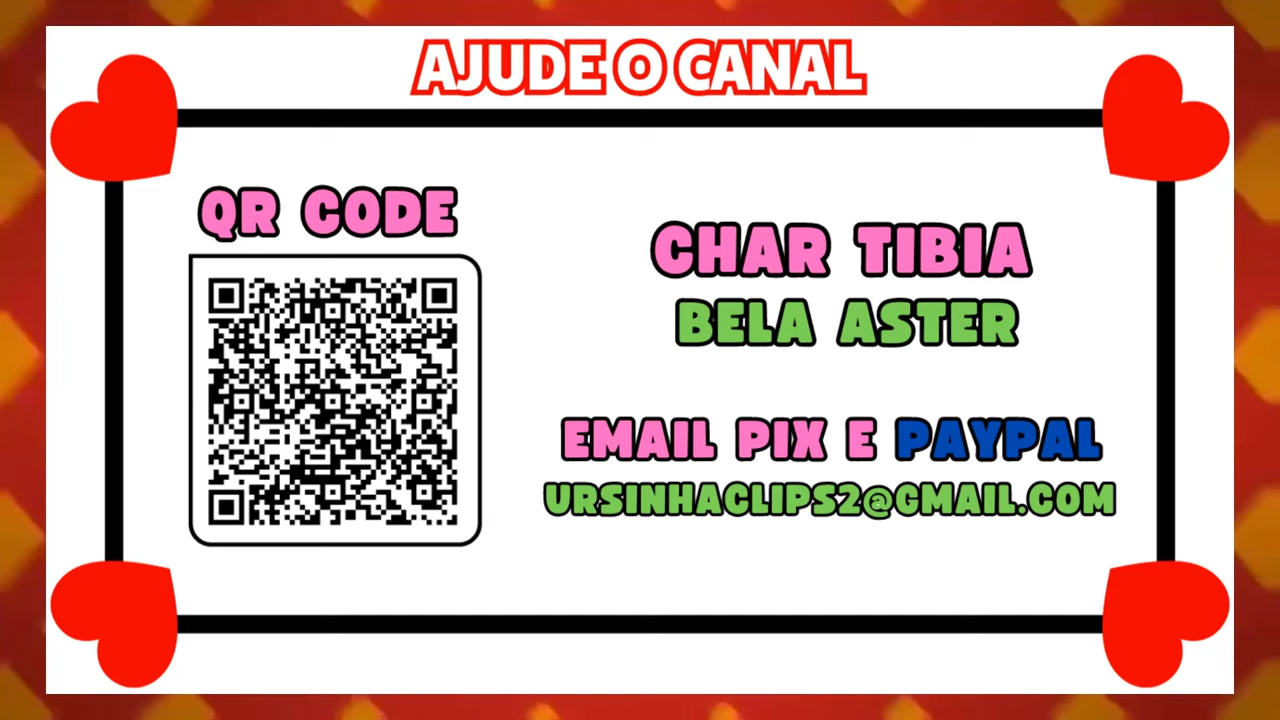 AJUDE O CANAL
QR CODE
CHAR TIBIA
BELA ASTER
EMAIL PIX E PAYPAL
URSINHACLIPS2@GMAIL.COM